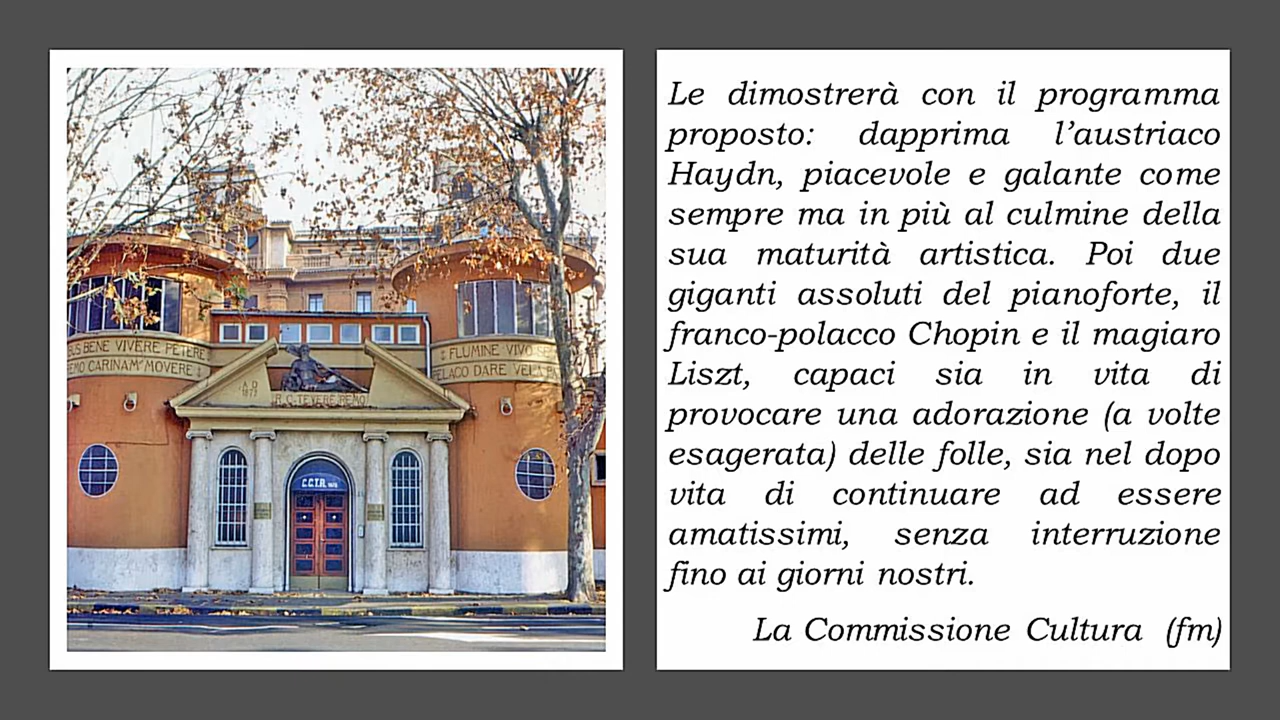 BUS BENE VIVERE PETERE
REMO CARINAM MOVERE
FLUMINE VIVO
DARE VELA
A.D.
R.C. TEVERE REMO
C.C.T.R.
Le dimostrerà con il programma
proposto: dapprima l’austriaco
Haydn, piacevole e galante come
sempre ma in più al culmine della
sua maturità artistica. Poi due
giganti assoluti del pianoforte, il
franco-polacco Chopin e il magiaro
Liszt, capaci sia in vita di
provocare una adorazione (a volte
esagerata) delle folle, sia nel dopo
vita di continuare ad essere
amatissimi, senza interruzione
fino ai giorni nostri.
La Commissione Cultura (fm)